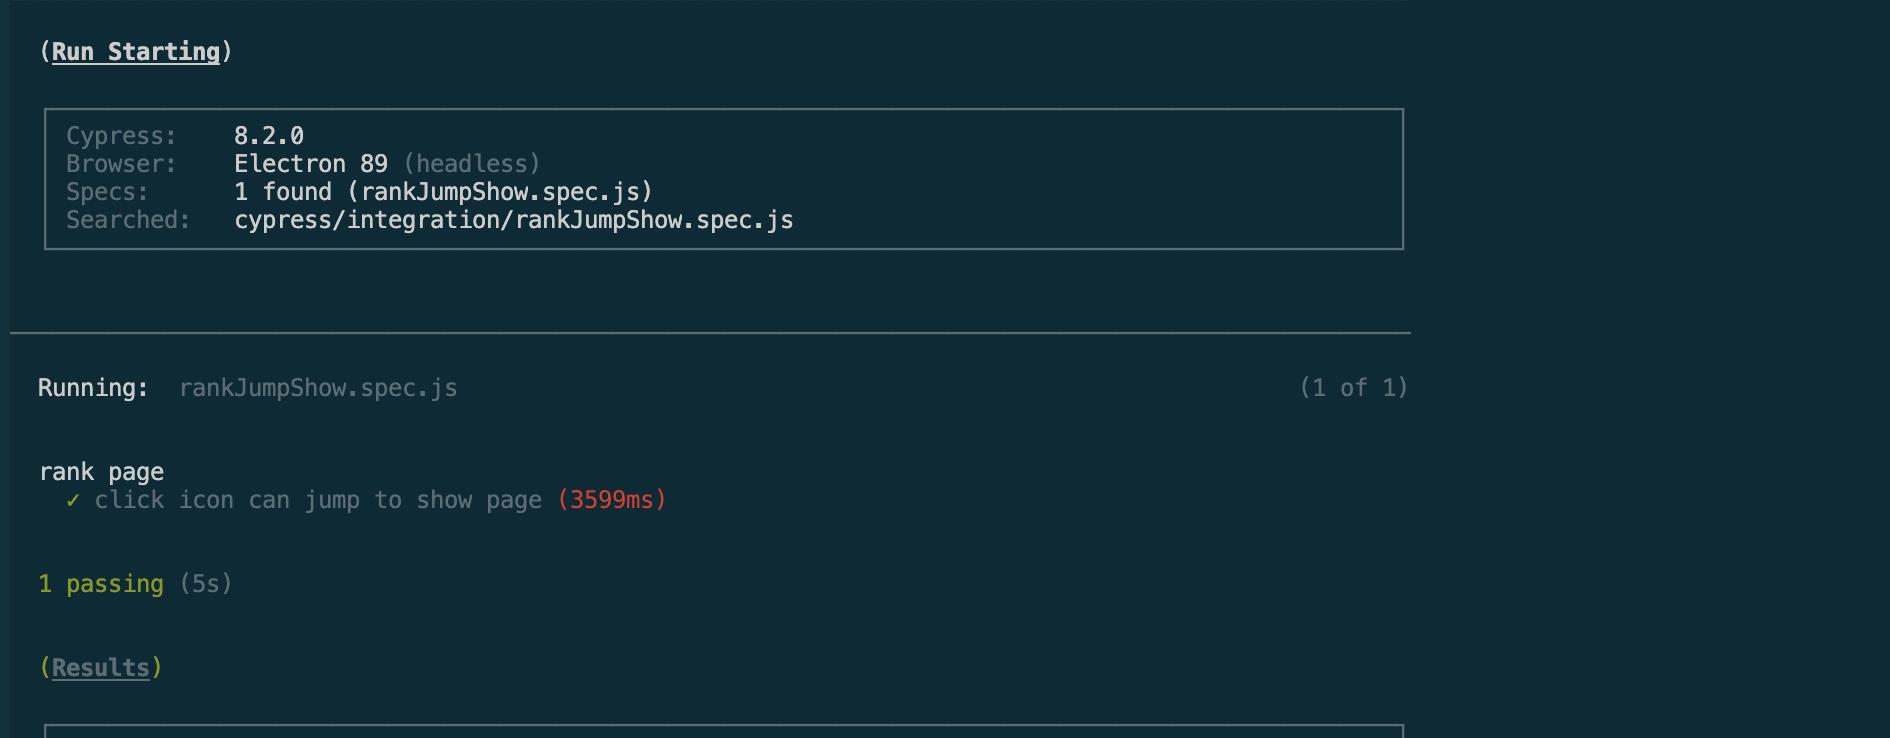 (Run Starting)
Cypress: 8.2.0
Browser: Electron 89 (headless)
Specs: 1 found (rankJumpShow.spec.js)
Searched: cypress/integration/rankJumpShow.spec.js
Running: rankJumpShow.spec.js (1 of 1)
rank page
✓ click icon can jump to show page (3599ms)
1 passing (5s)
(Results)